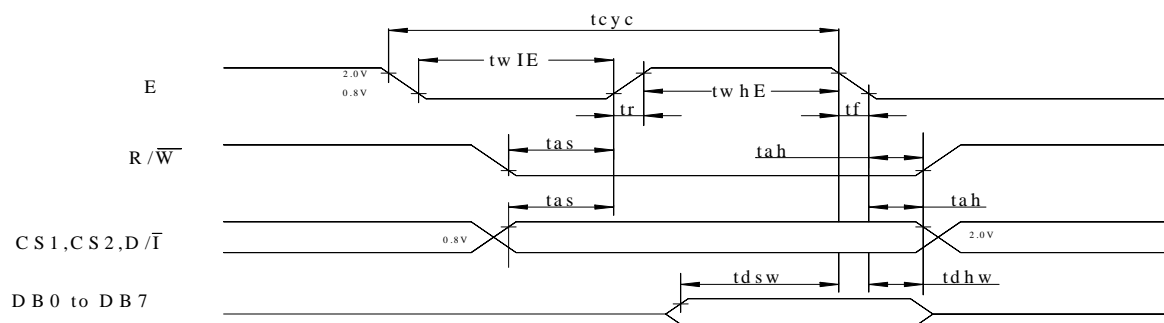 tcyc
twIE
2.0V
E
0.8V
twhE
tr
tf
R/W̅
tas
tah
tas
tah
CS1,CS2,D/I̅
0.8V
2.0V
tdsw
tdhw
DB0 to DB7